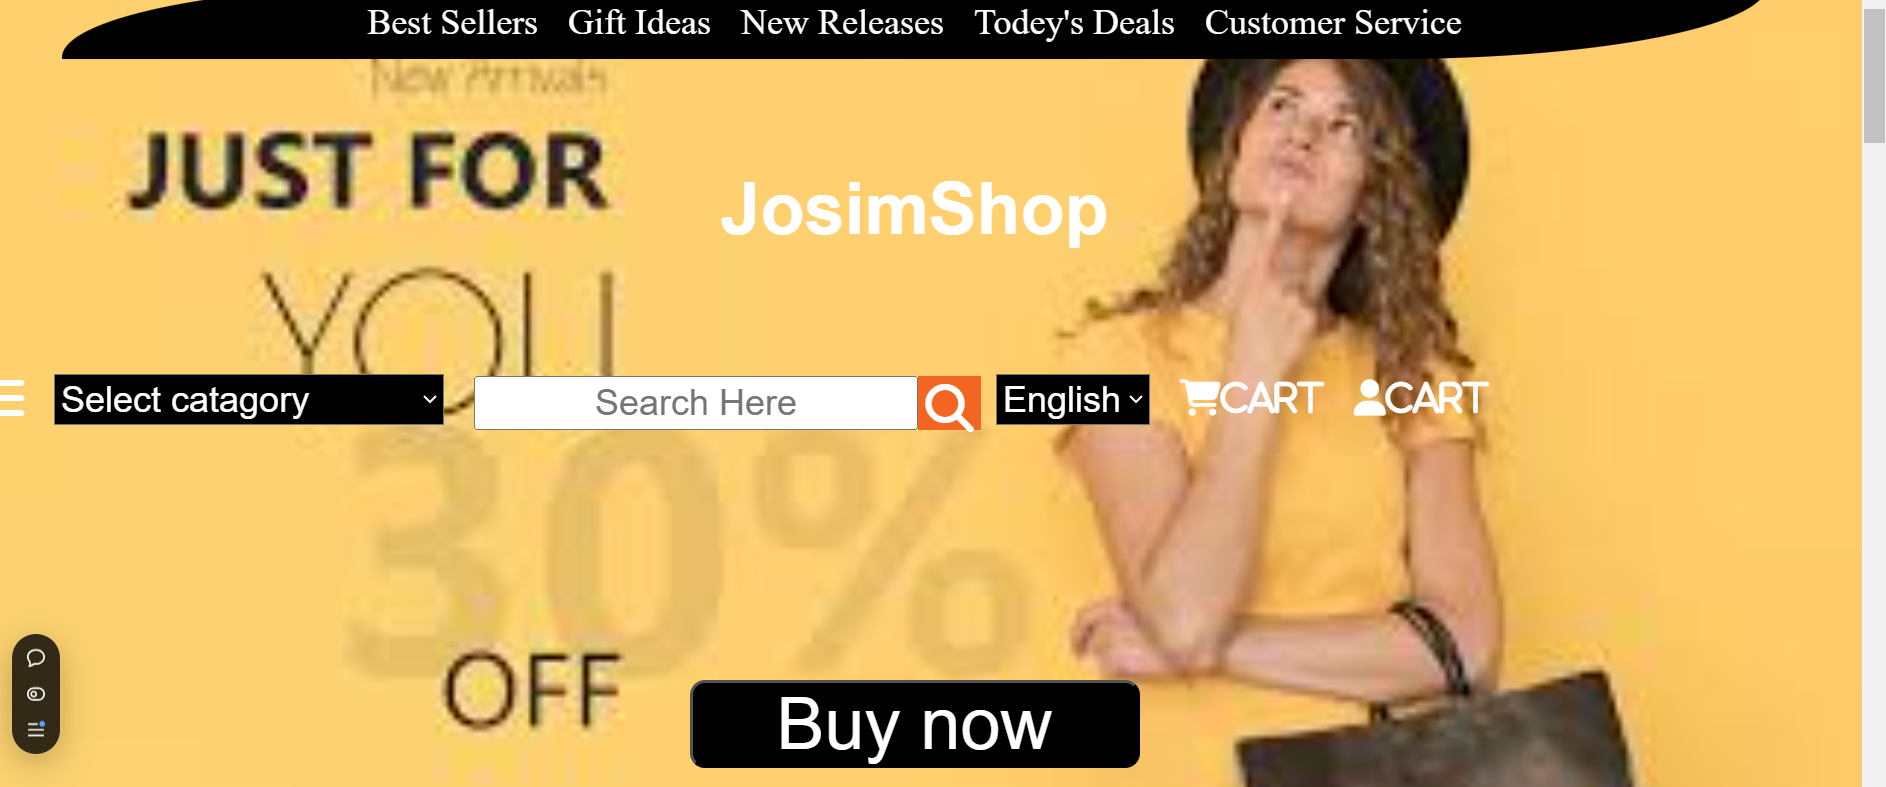 Best Sellers Gift Ideas New Releases Today's Deals Customer Service
New Arrivals
JUST FOR
JosimShop
YOU
Select catagory Search Here English CART CART
30%
OFF
Buy now